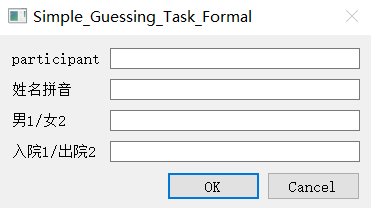 Simple_Guessing_Task_Formal
participant
姓名拼音
男1/女2
入院1/出院2
OK Cancel